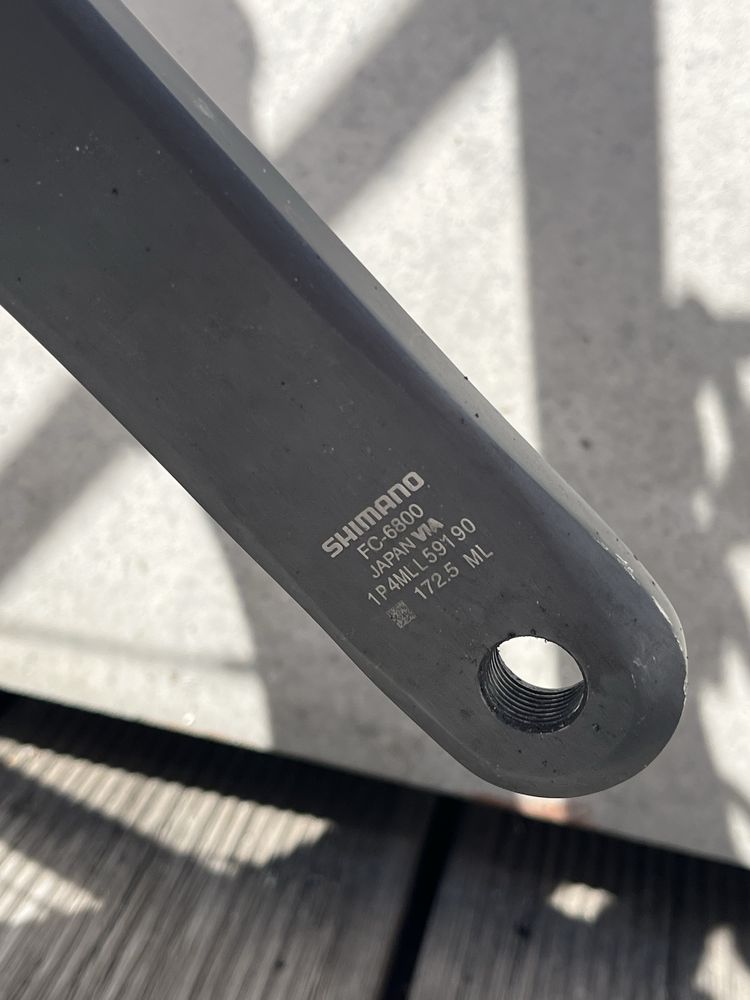 SHIMANO
FC-6800
JAPAN VIA
1P4MLL59190
172.5 ML